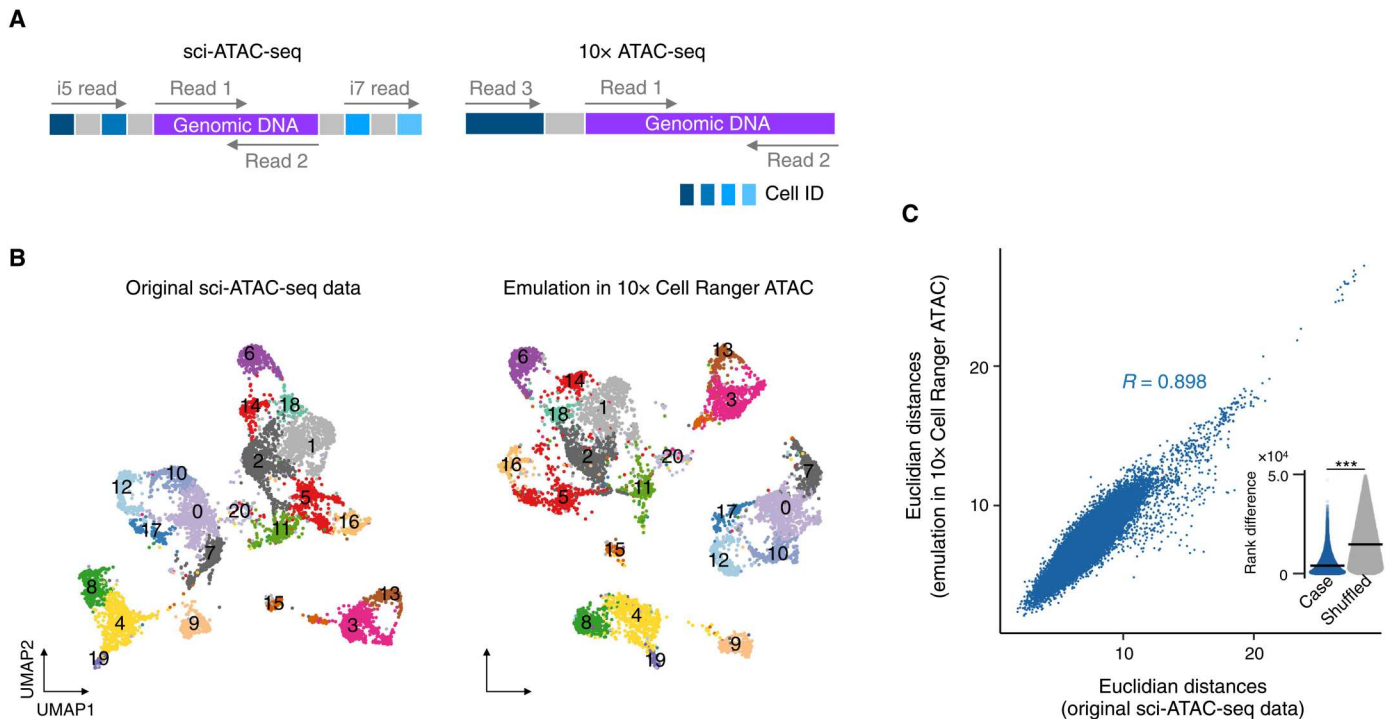 A
sci-ATAC-seq
10× ATAC-seq
i5 read
Read 1
i7 read
Read 3
Read 1
Genomic DNA
Genomic DNA
Read 2
Read 2
Cell ID
B
Original sci-ATAC-seq data
Emulation in 10× Cell Ranger ATAC
6
14
18
1
2
10
12
5
0
20
16
11
17
7
8
13
15
4
9
3
19
UMAP2
UMAP1
13
6
14
3
18
1
2
20
16
7
11
5
17
0
15
12
10
4
8
9
19
C
Euclidian distances
(emulation in 10× Cell Ranger ATAC)
20
10
R = 0.898
×10⁴
***
5.0
Rank difference
0
Case
Shuffled
10
20
Euclidian distances
(original sci-ATAC-seq data)